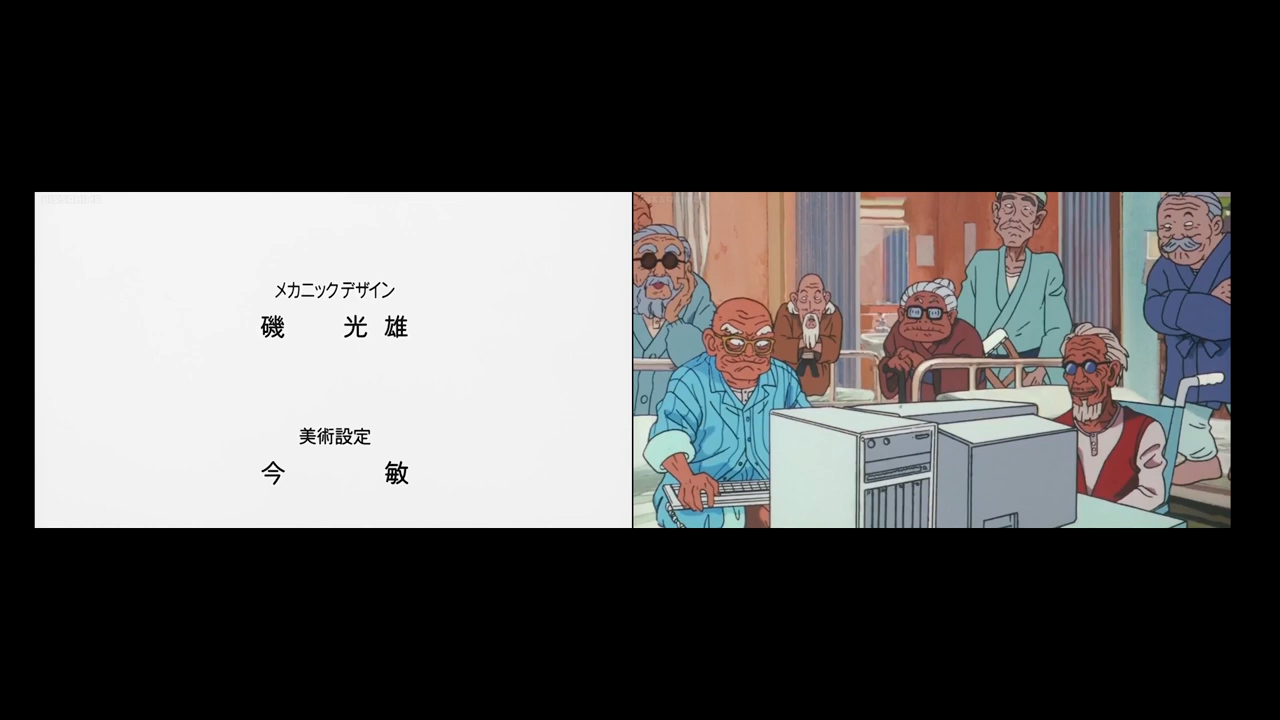 メカニックデザイン
磯 光雄
美術設定
今 敏